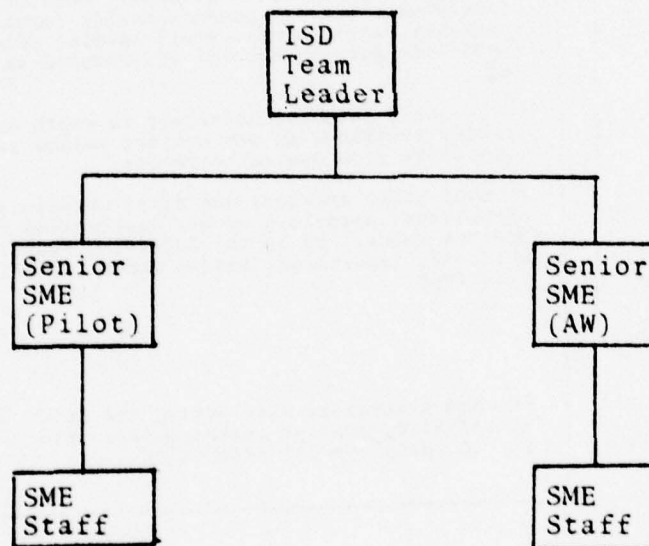 ISD
Team
Leader
Senior
SME
(Pilot)
Senior
SME
(AW)
SME
Staff
SME
Staff